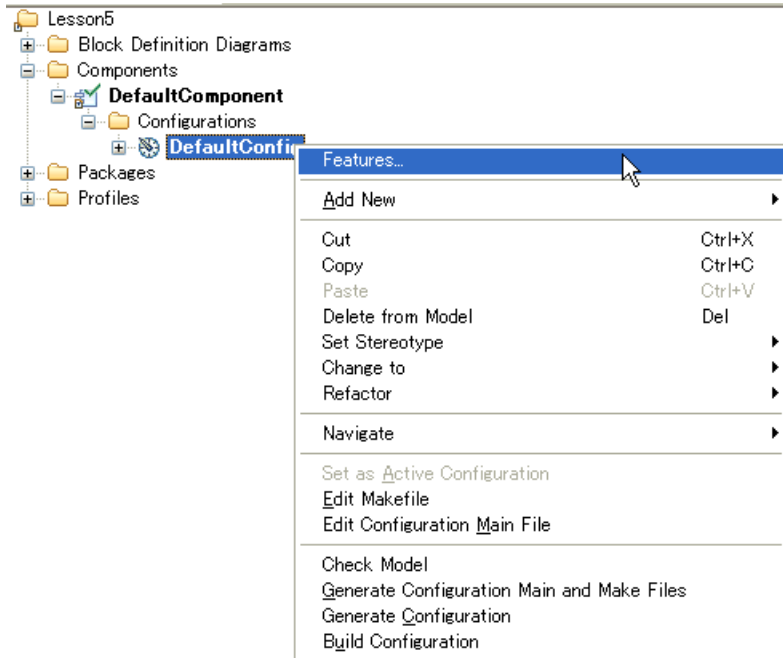 Lesson5
Block Definition Diagrams
Components
DefaultComponent
Configurations
DefaultConfig
Packages
Profiles
Features...
Add New
Cut Ctrl+X
Copy Ctrl+C
Paste Ctrl+V
Delete from Model Del
Set Stereotype
Change to
Refactor
Navigate
Set as Active Configuration
Edit Makefile
Edit Configuration Main File
Check Model
Generate Configuration Main and Make Files
Generate Configuration
Build Configuration